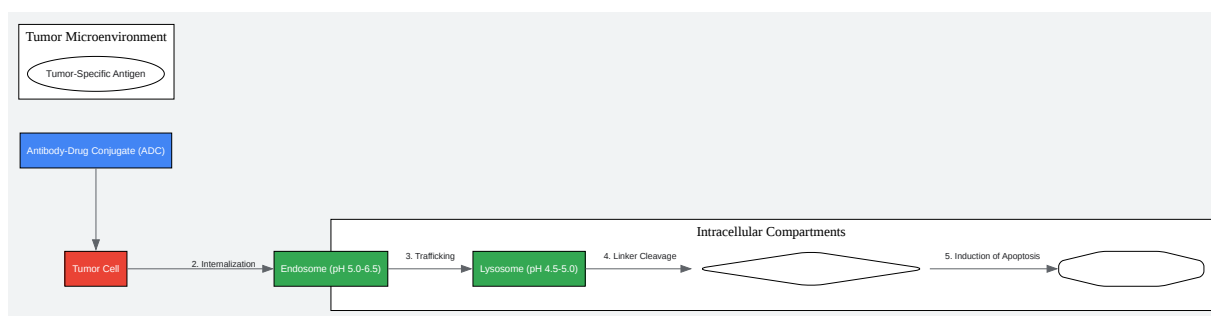 Tumor Microenvironment
Tumor-Specific Antigen
Antibody-Drug Conjugate (ADC)
Intracellular Compartments
Tumor Cell
2. Internalization
Endosome (pH 5.0-6.5)
3. Trafficking
Lysosome (pH 4.5-5.0)
4. Linker Cleavage
5. Induction of Apoptosis